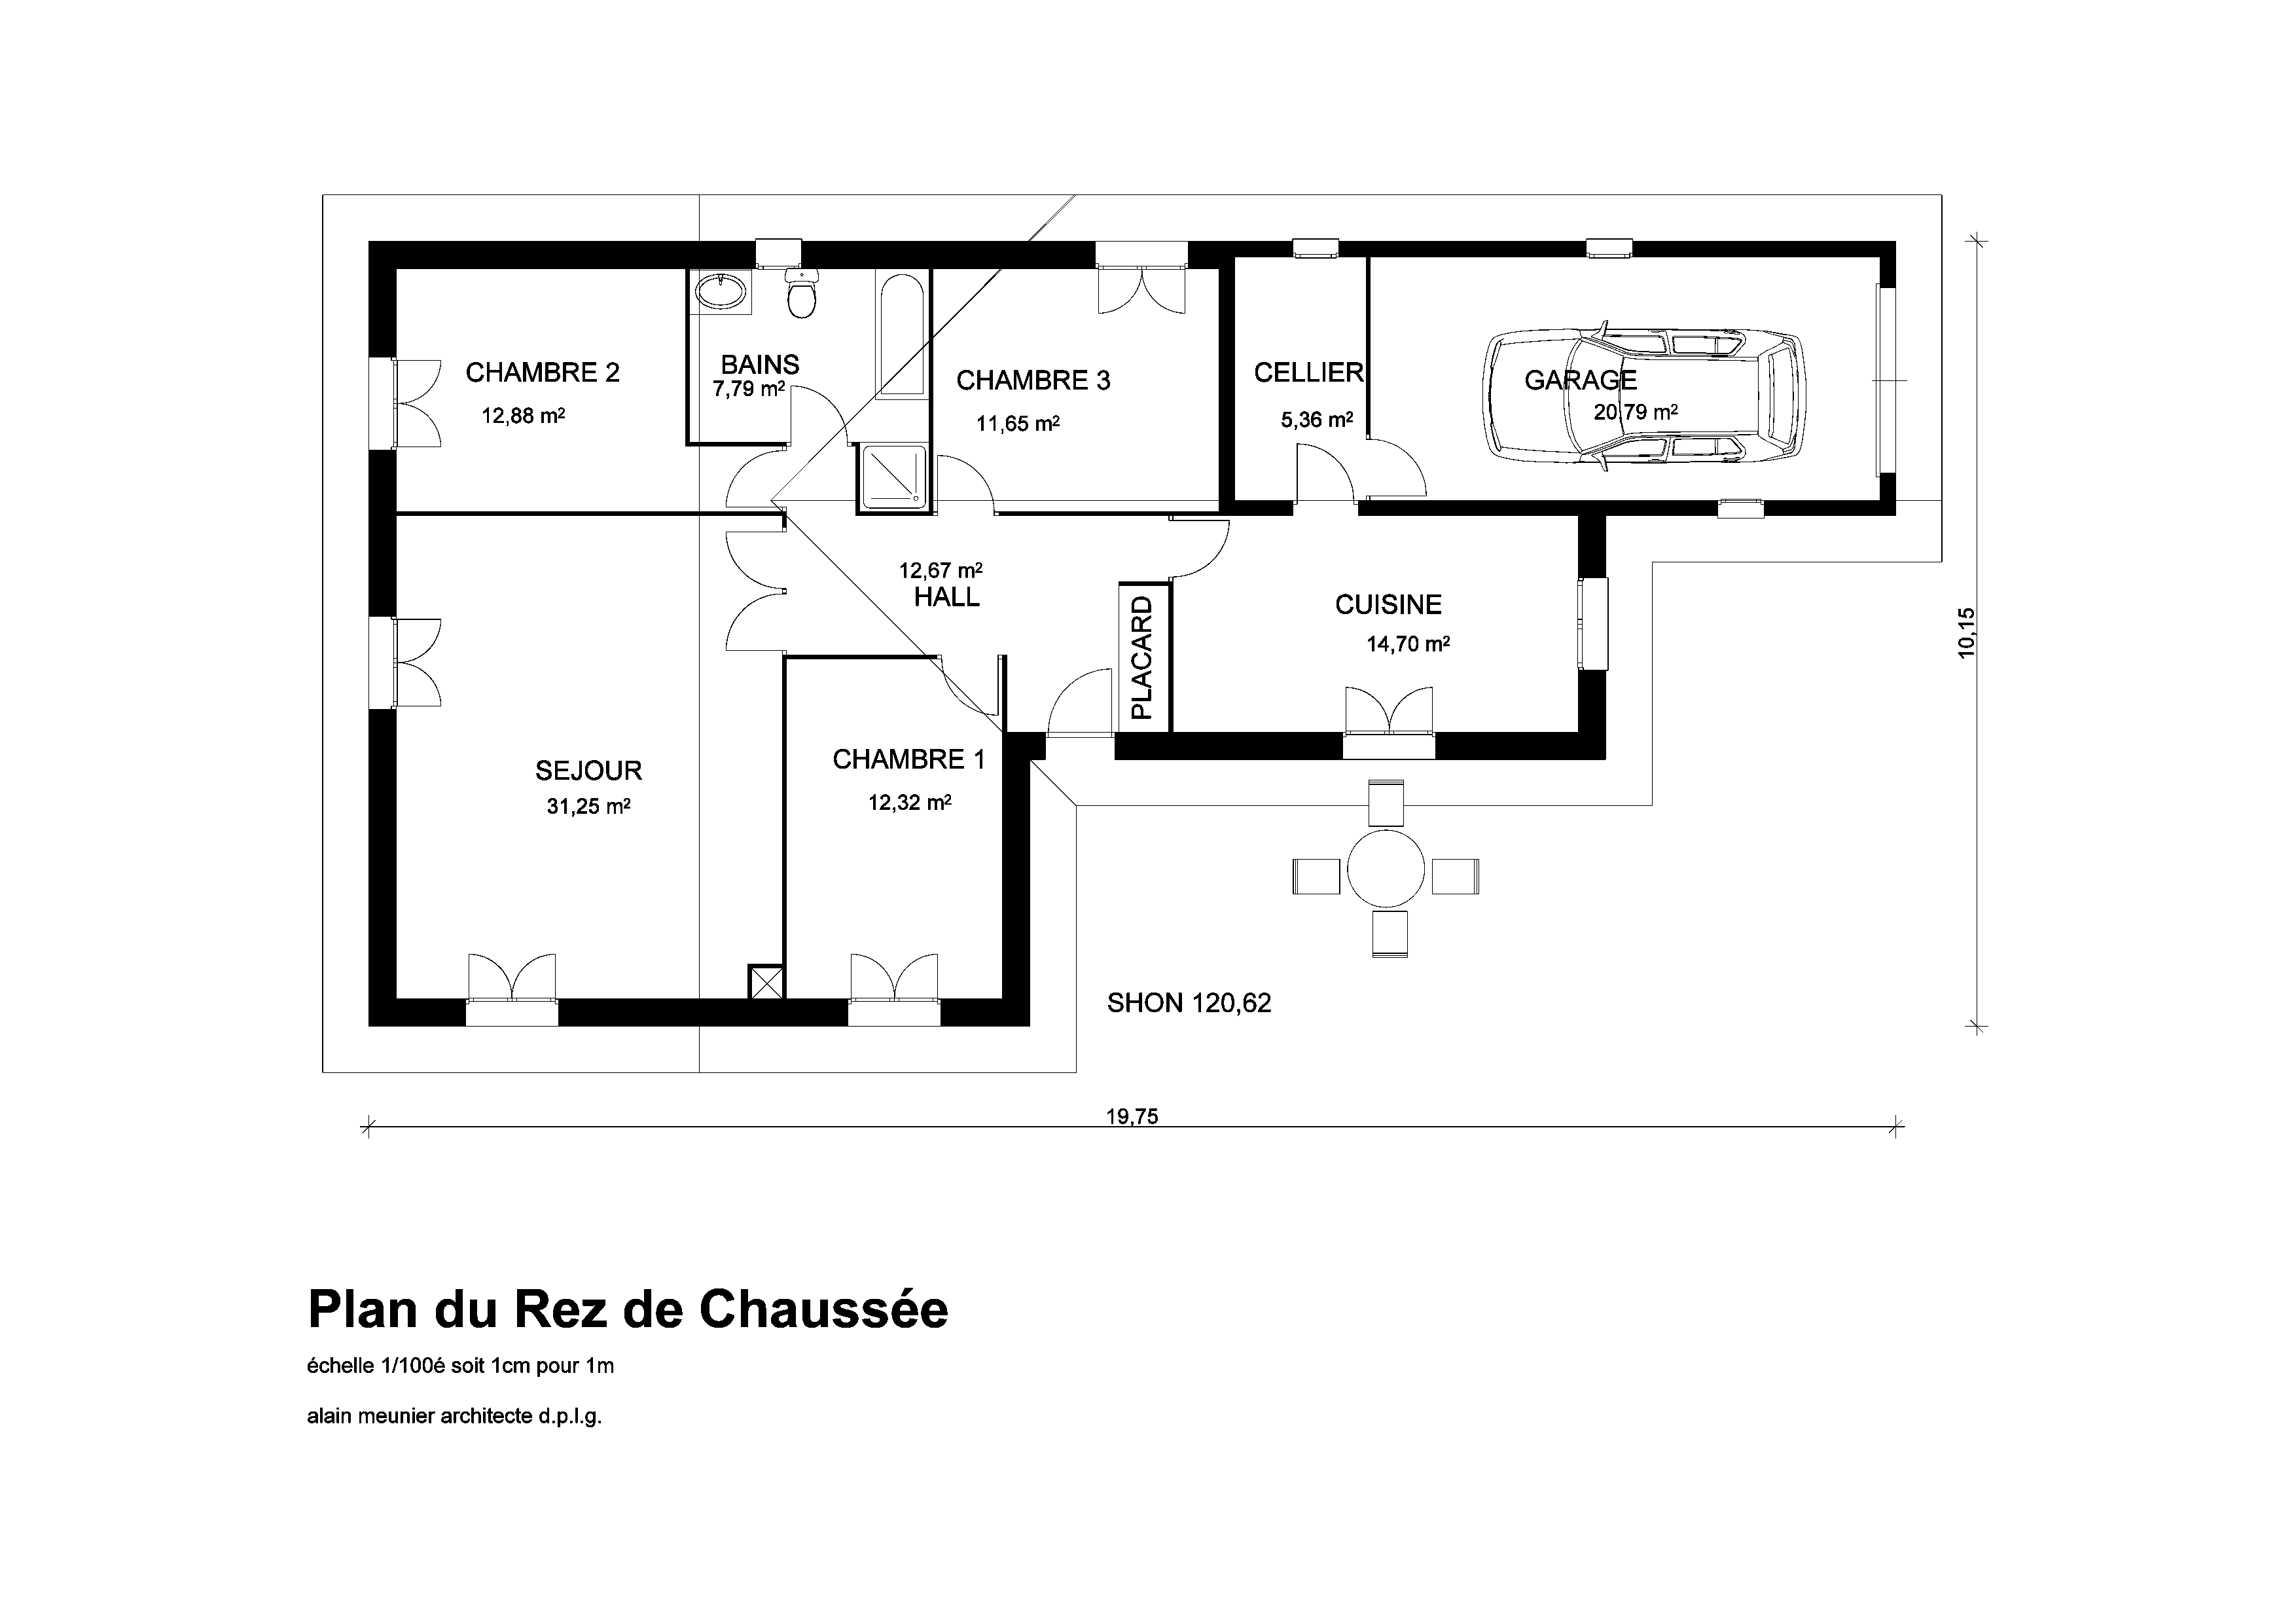 CHAMBRE 2
12,88 m²
BAINS
7,79 m²
CHAMBRE 3
11,65 m²
CELLIER
5,36 m²
GARAGE
20,79 m²
12,67 m²
HALL
PLACARD
CUISINE
14,70 m²
10,15
SEJOUR
31,25 m²
CHAMBRE 1
12,32 m²
SHON 120,62
19,75
Plan du Rez de Chaussée
échelle 1/100é soit 1cm pour 1m
alain meunier architecte d.p.l.g.